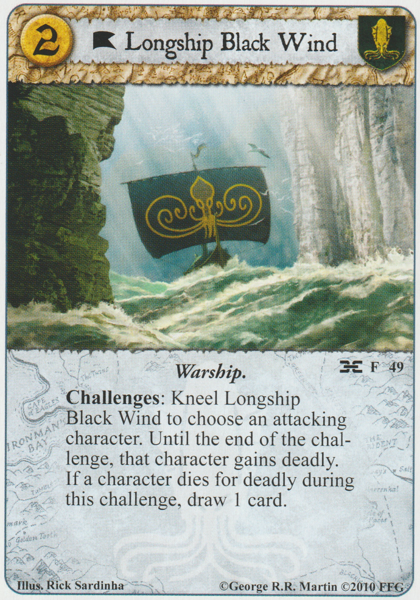 2 Longship Black Wind
Warship.
F 49
Challenges: Kneel Longship
Black Wind to choose an attacking
character. Until the end of the chal-
lenge, that character gains deadly.
If a character dies for deadly during
this challenge, draw 1 card.
IRONMAN'S
BAY
Illus. Rick Sardinha
©George R.R. Martin ©2010 FFG